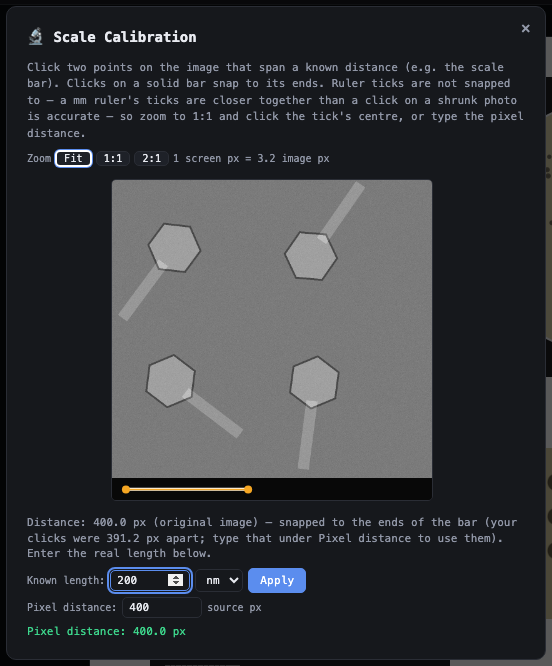 Scale Calibration
×
Click two points on the image that span a known distance (e.g. the scale
bar). Clicks on a solid bar snap to its ends. Ruler ticks are not snapped
to — a mm ruler's ticks are closer together than a click on a shrunk photo
is accurate — so zoom to 1:1 and click the tick's centre, or type the pixel
distance.
Zoom Fit 1:1 2:1 1 screen px = 3.2 image px
Distance: 400.0 px (original image) — snapped to the ends of the bar (your
clicks were 391.2 px apart; type that under Pixel distance to use them).
Enter the real length below.
Known length: 200 nm Apply
Pixel distance: 400 source px
Pixel distance: 400.0 px